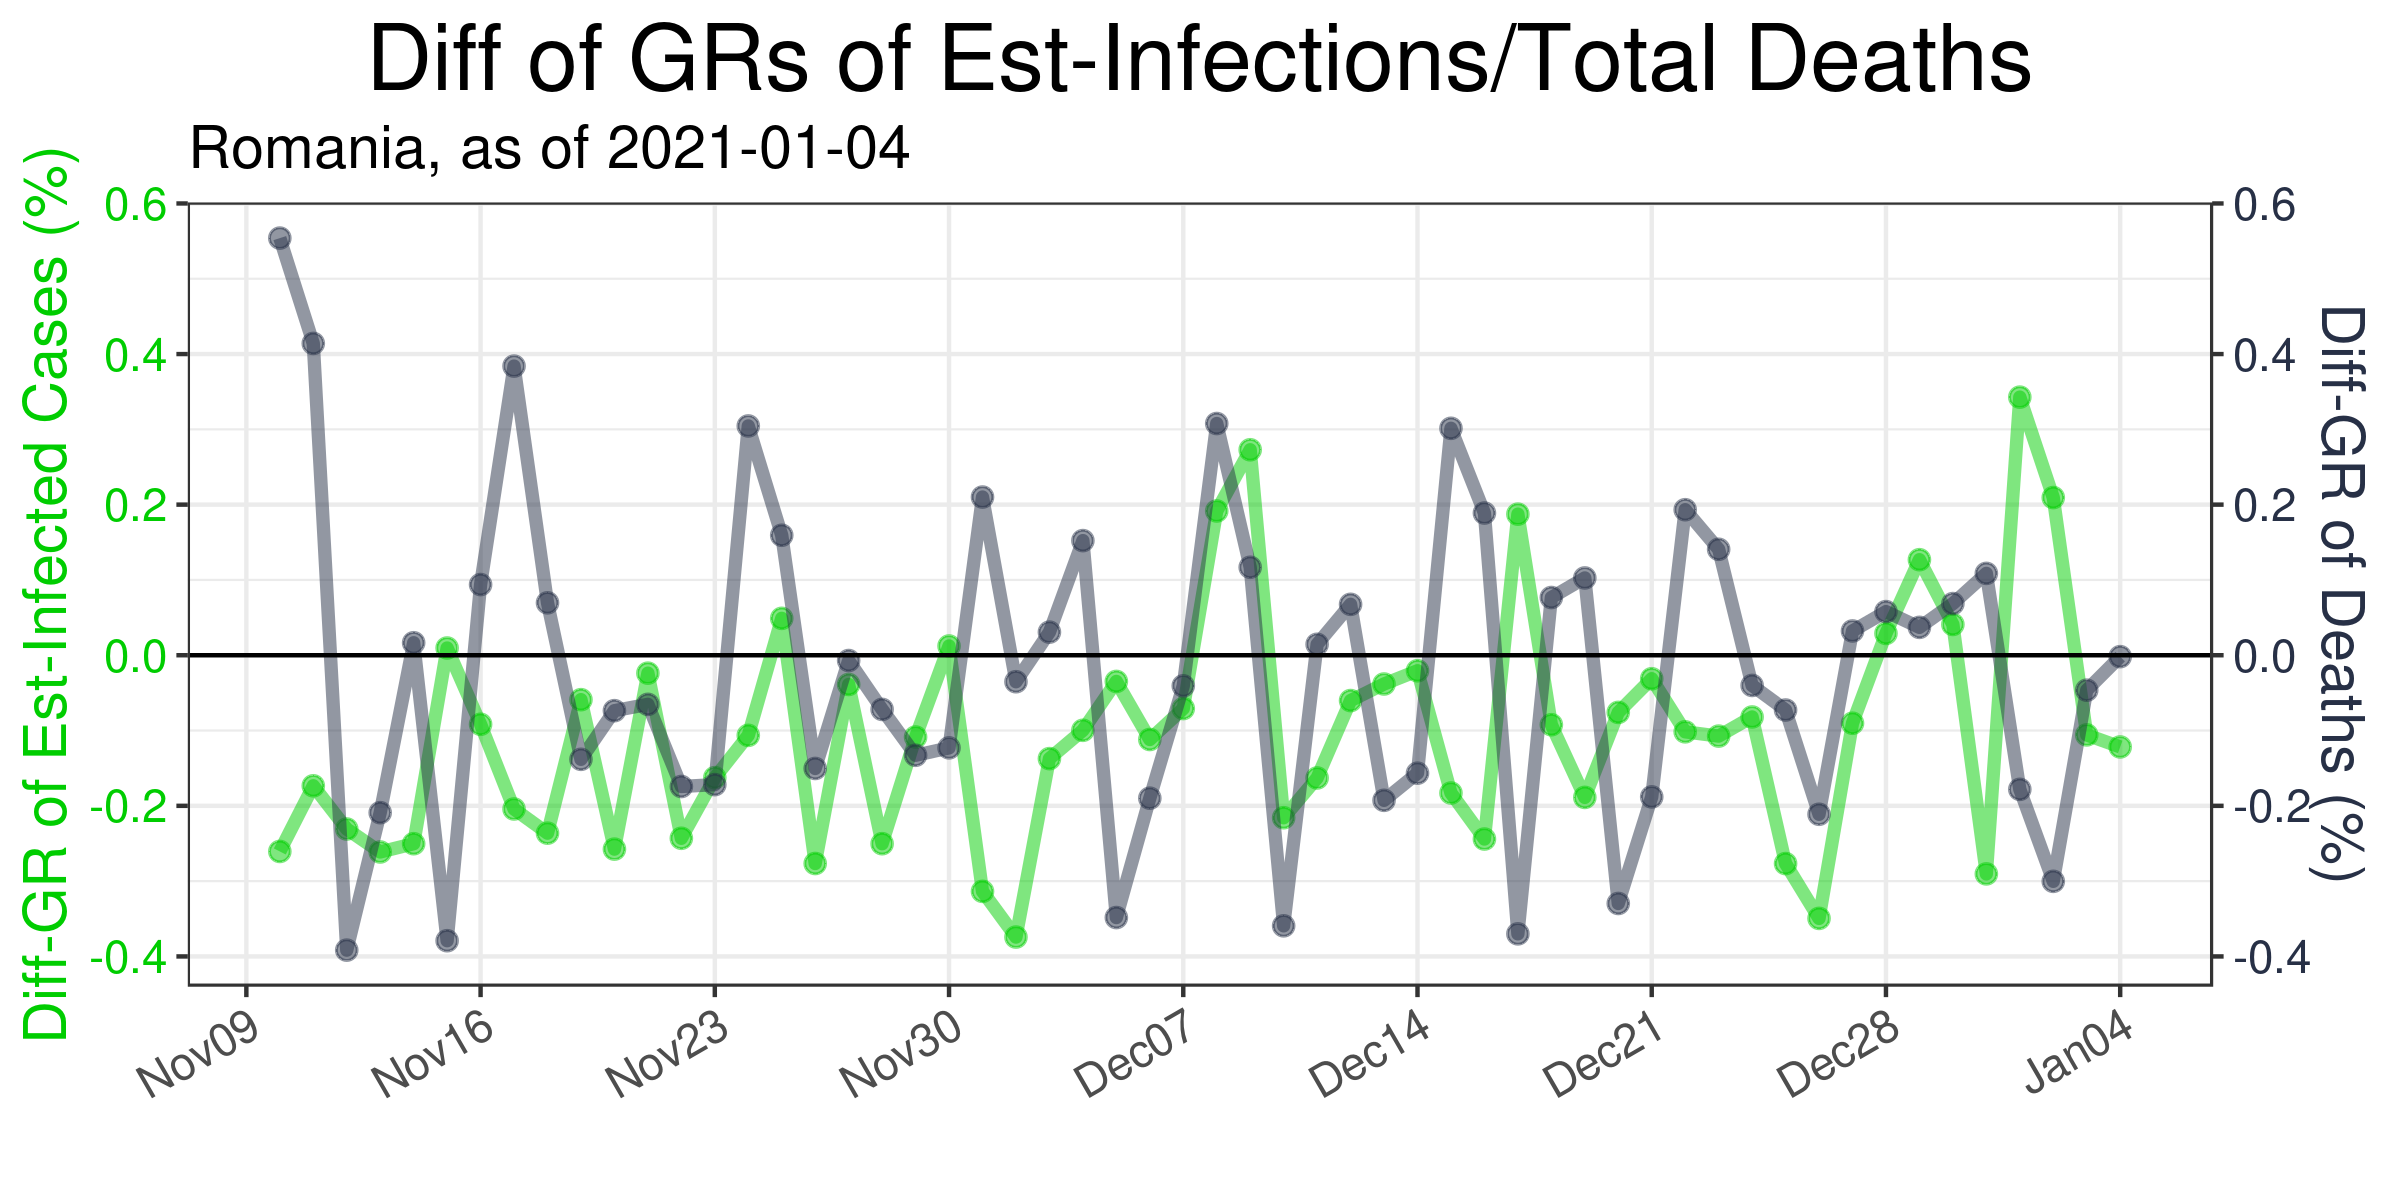 Diff of GRs of Est-Infections/Total Deaths
Romania, as of 2021-01-04
Diff-GR of Est-Infected Cases (%)
0.6
0.4
0.2
0.0
-0.2
-0.4
0.6
0.4
0.2
0.0
-0.2
-0.4
Diff-GR of Deaths (%)
Nov09
Nov16
Nov23
Nov30
Dec07
Dec14
Dec21
Dec28
Jan04